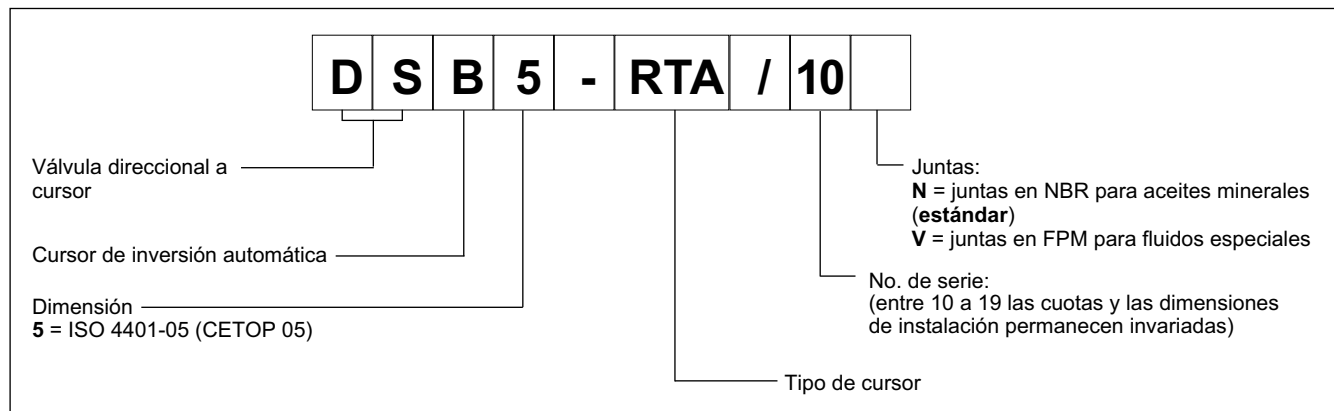 D S B 5 - RTA / 10
Válvula direccional a
cursor
Cursor de inversión automática
Dimensión
5 = ISO 4401-05 (CETOP 05)
Juntas:
N = juntas en NBR para aceites minerales
(estándar)
V = juntas en FPM para fluidos especiales
No. de serie:
(entre 10 a 19 las cuotas y las dimensiones
de instalación permanecen invariadas)
Tipo de cursor